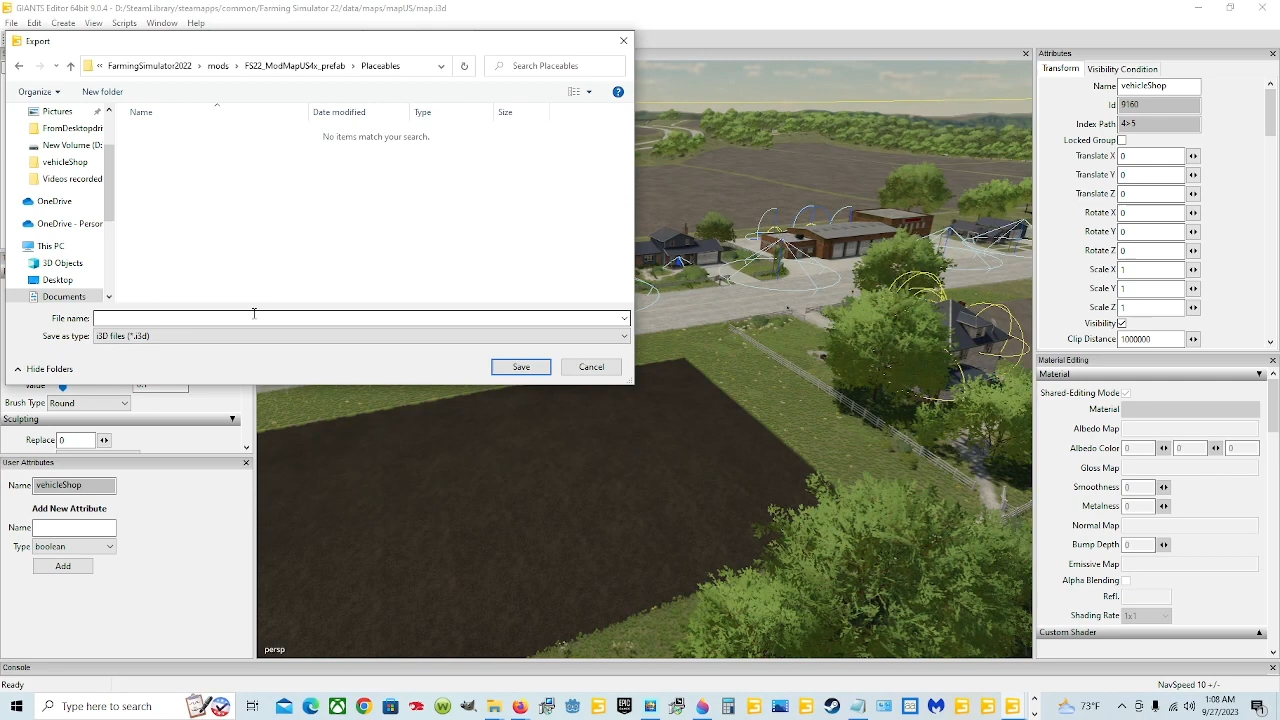 GIANTS Editor 64bit 9.0.4 - D:/SteamLibrary/steamapps/common/Farming Simulator 22/data/maps/mapUS/map.i3d
File Edit Create View Scripts Window Help
Export
« FarmingSimulator2022 › mods › FS22_ModMapUS4x_prefab › Placeables
Search Placeables
Organize New folder
Pictures
FromDesktopdri
New Volume (D:
vehicleShop
Videos recorded
OneDrive
OneDrive - Person
This PC
3D Objects
Desktop
Documents
Name Date modified Type Size
No items match your search.
File name:
Save as type: i3D files (*.i3d)
Hide Folders
Save Cancel
Brush Type Round
Sculpting
Replace 0
User Attributes
Name vehicleShop
Add New Attribute
Name
Type boolean
Add
persp
Attributes
Transform Visibility Condition
Name vehicleShop
Id 9160
Index Path 4>5
Locked Group
Translate X 0
Translate Y 0
Translate Z 0
Rotate X 0
Rotate Y 0
Rotate Z 0
Scale X 1
Scale Y 1
Scale Z 1
Visibility
Clip Distance 1000000
Material Editing
Material
Shared-Editing Mode
Material
Albedo Map
Albedo Color 0 0 0
Gloss Map
Smoothness 0
Metalness 0
Normal Map
Bump Depth 0
Emissive Map
Alpha Blending
Refl.
Shading Rate 1x1
Custom Shader
Console
Ready
NavSpeed 10 +/-
Type here to search
73°F
1:08 AM
9/27/2023